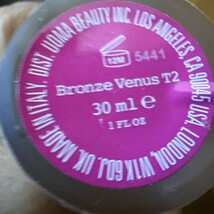 MADE IN ITALY DIST. UOMA BEAUTY INC. LOS ANGELES, CA 90045 USA. LONDON, W1K 6DJ, UK
12M
5441
Bronze Venus T2
30 ml e
1 FL OZ